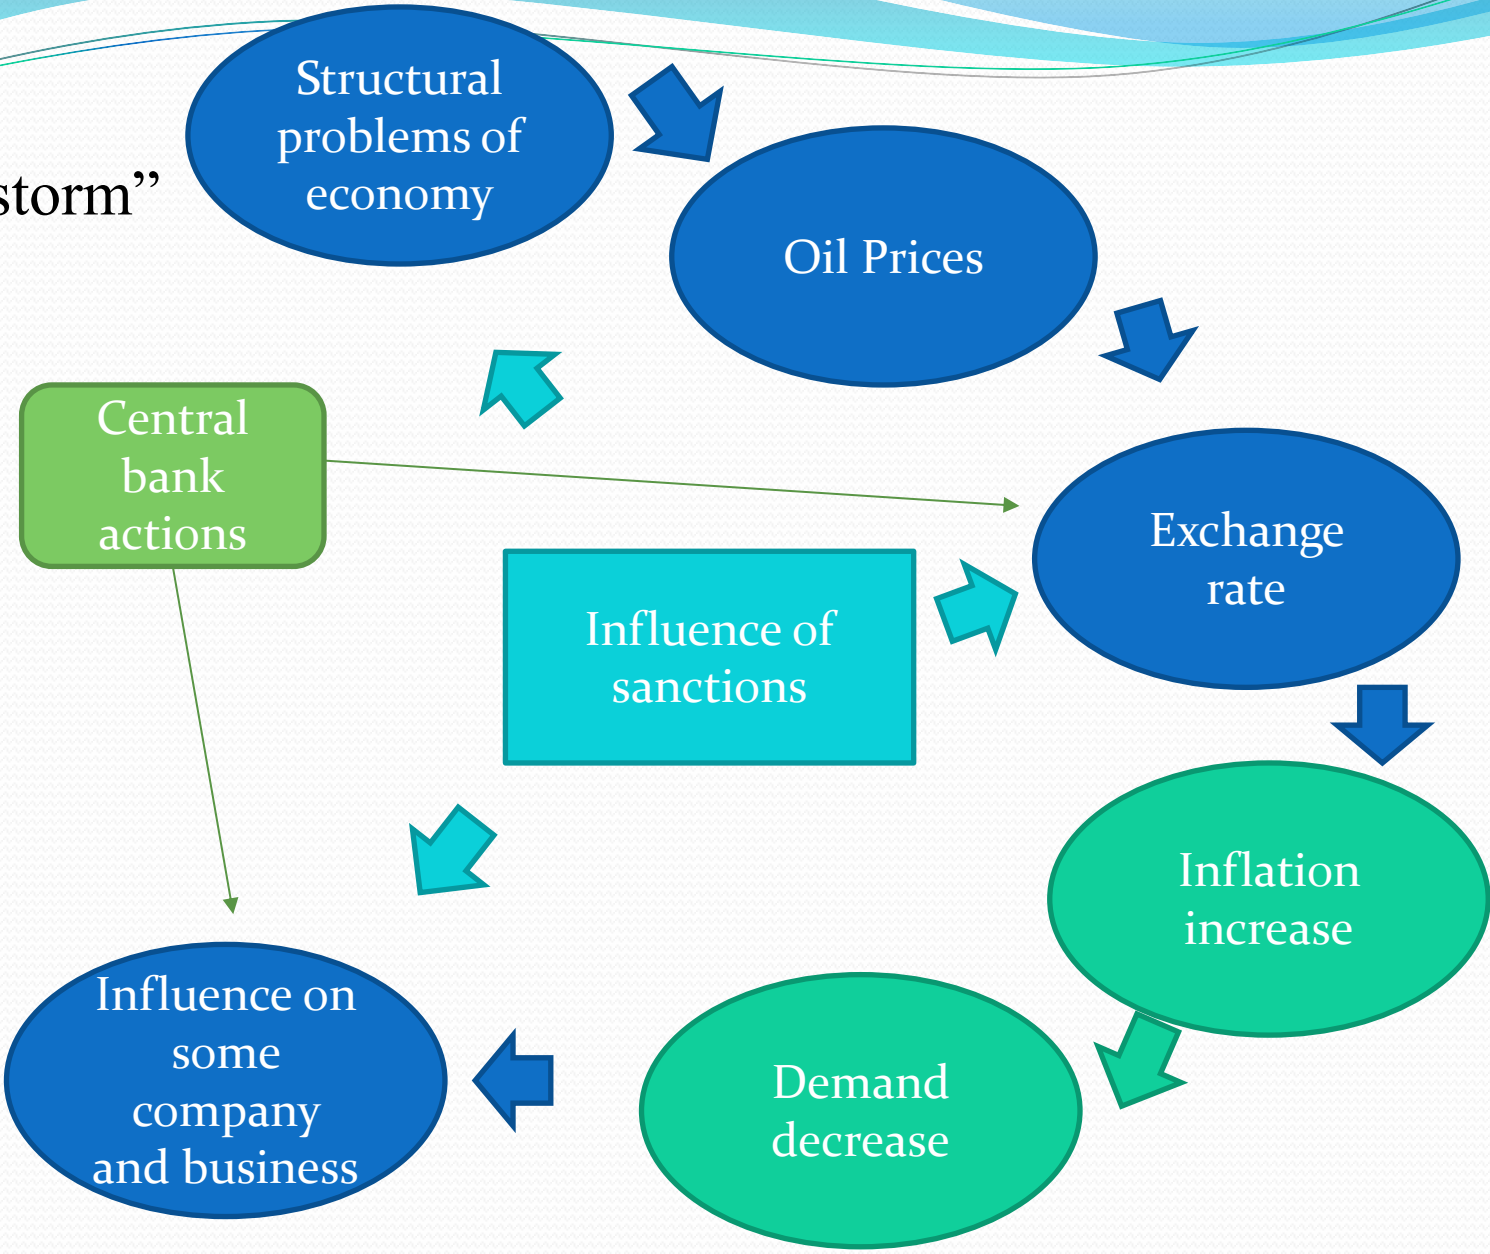 Structural
problems of
economy
storm”
Oil Prices
Central
bank
actions
Exchange
rate
Influence of
sanctions
Inflation
increase
Influence on
some
company
and business
Demand
decrease